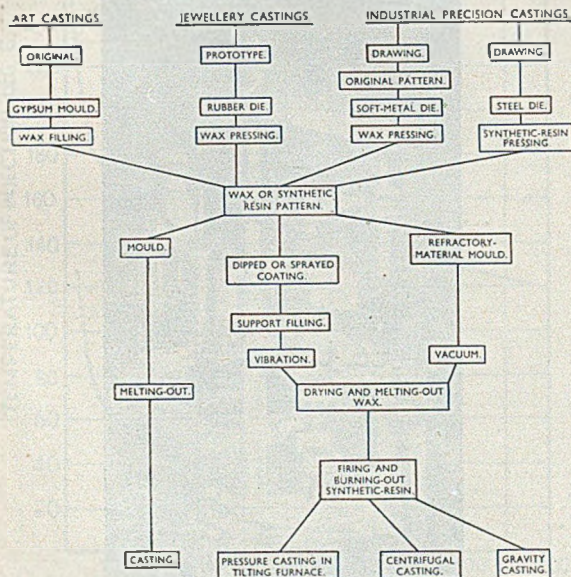 ART CASTINGS
JEWELLERY CASTINGS
INDUSTRIAL PRECISION CASTINGS
ORIGINAL
PROTOTYPE.
DRAWING.
DRAWING.
ORIGINAL PATTERN.
GYPSUM MOULD.
RUBBER DIE.
SOFT-METAL DIE.
STEEL DIE.
WAX FILLING.
WAX PRESSING.
WAX PRESSING.
SYNTHETIC-RESIN
PRESSING
WAX OR SYNTHETIC
RESIN PATTERN.
MOULD.
DIPPED OR SPRAYED
COATING.
REFRACTORY-
MATERIAL MOULD.
SUPPORT FILLING.
VIBRATION.
VACUUM.
MELTING-OUT.
DRYING AND MELTING-OUT
WAX.
FIRING AND
BURNING-OUT
SYNTHETIC-RESIN.
CASTING
PRESSURE CASTING IN
TILTING FURNACE.
CENTRIFUGAL
CASTING.
GRAVITY
CASTING.